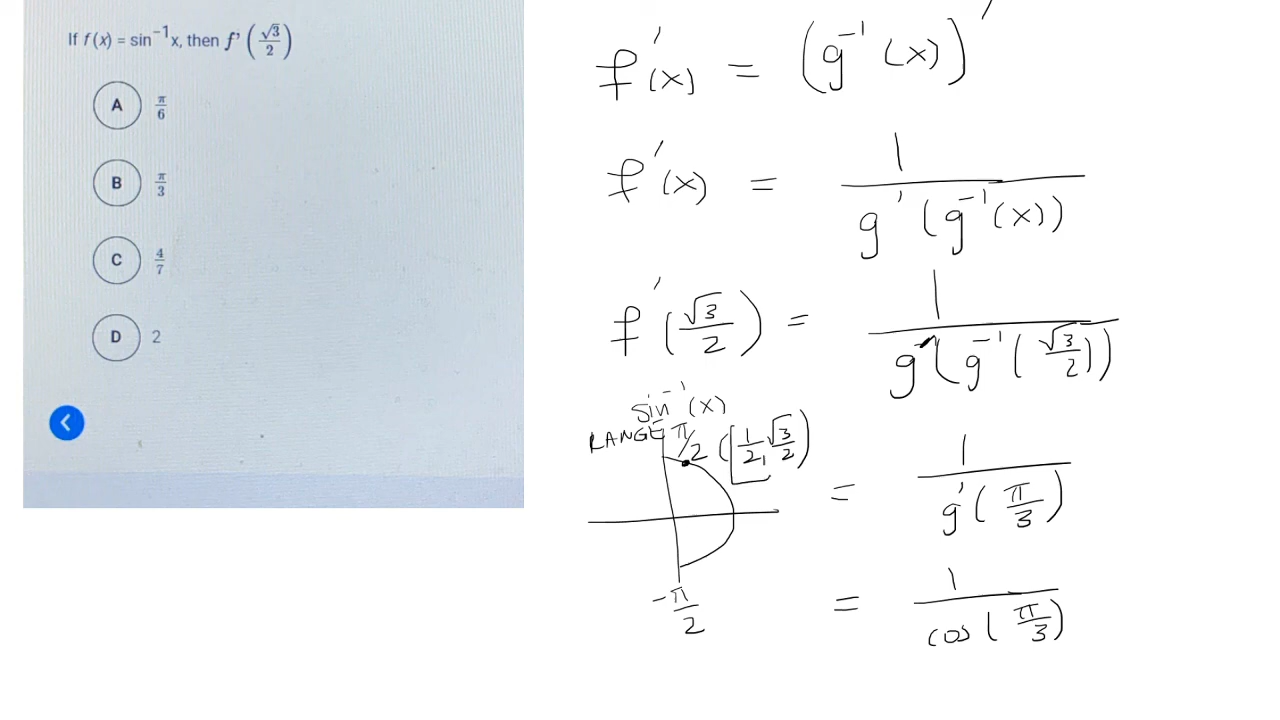 If f(x) = sin⁻¹x, then f' (√3/2)
A π/6
B π/3
C 4/7
D 2
f'(x) = (g⁻¹(x))'
f'(x) = 1/(g'(g⁻¹(x)))
f'(√3/2) = 1/(g'(g⁻¹(√3/2)))
sin⁻¹(x)
RANGE π/2 (1/2, √3/2)
= 1/(g'(π/3))
-π/2
= 1/(cos(π/3))